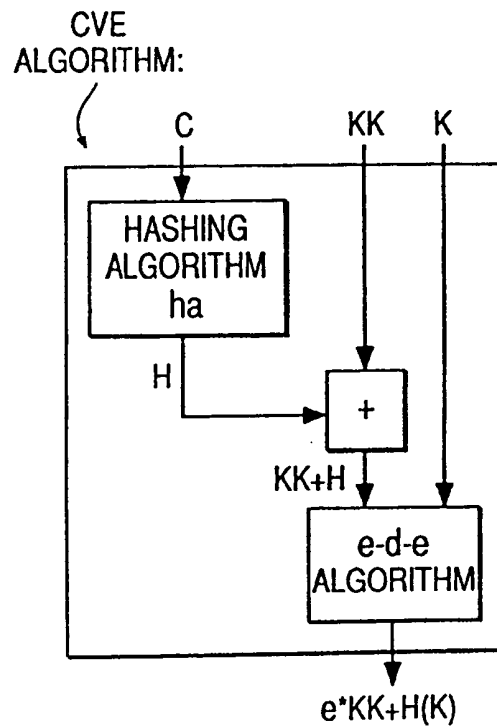 CVE
ALGORITHM:
C
KK
K
HASHING
ALGORITHM
ha
H
+
KK+H
e-d-e
ALGORITHM
e*KK+H(K)